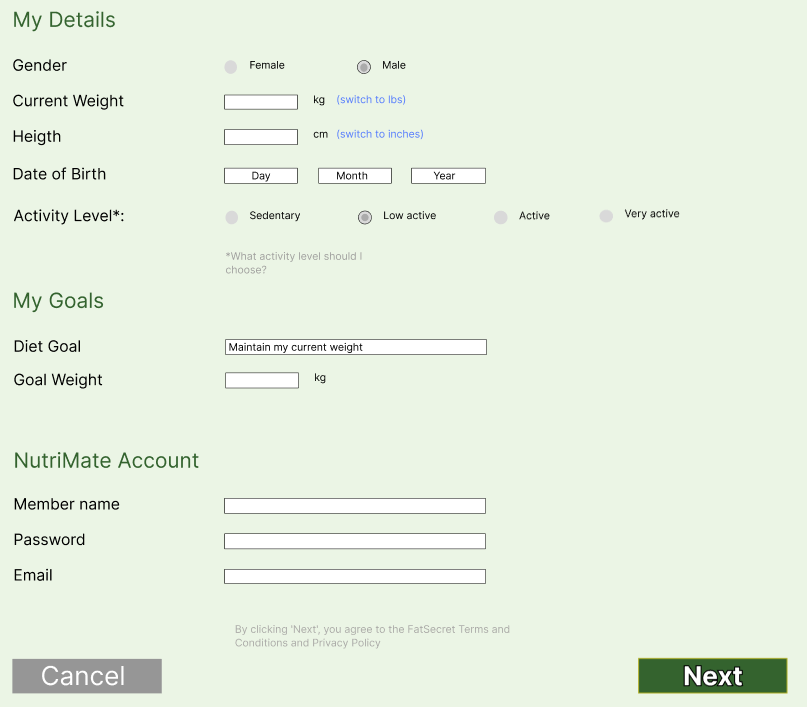 My Details
Gender Female Male
Current Weight kg (switch to lbs)
Heigth cm (switch to inches)
Date of Birth Day Month Year
Activity Level*: Sedentary Low active Active Very active
*What activity level should I
choose?
My Goals
Diet Goal Maintain my current weight
Goal Weight kg
NutriMate Account
Member name
Password
Email
By clicking 'Next', you agree to the FatSecret Terms and
Conditions and Privacy Policy
Cancel Next